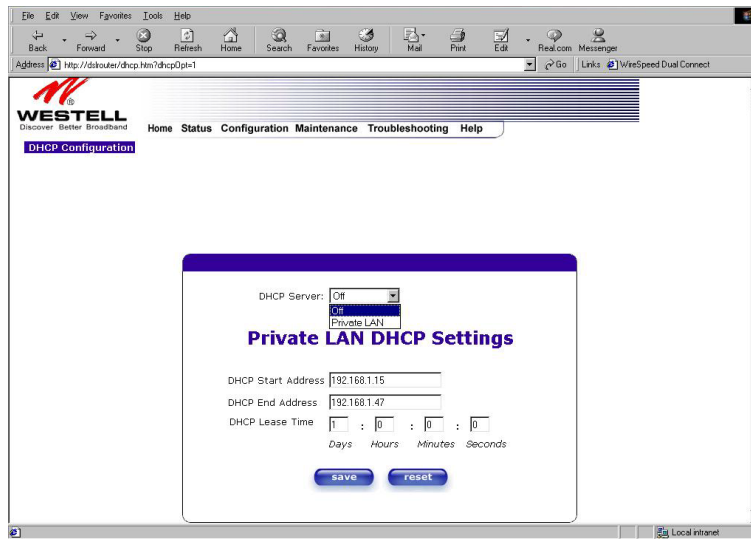 File Edit View Favorites Tools Help
Back Forward Stop Refresh Home Search Favorites History Mail Print Edit Real.com Messenger
Address http://dslrouter/dhcp.htm?dhcpOpt=1 Go Links WireSpeed Dual Connect
®
WESTELL
Discover Better Broadband
Home Status Configuration Maintenance Troubleshooting Help
DHCP Configuration
DHCP Server: Off
Off
Private LAN
Private LAN DHCP Settings
DHCP Start Address 192.168.1.15
DHCP End Address 192.168.1.47
DHCP Lease Time 1 : 0 : 0 : 0
Days Hours Minutes Seconds
save reset
Local intranet